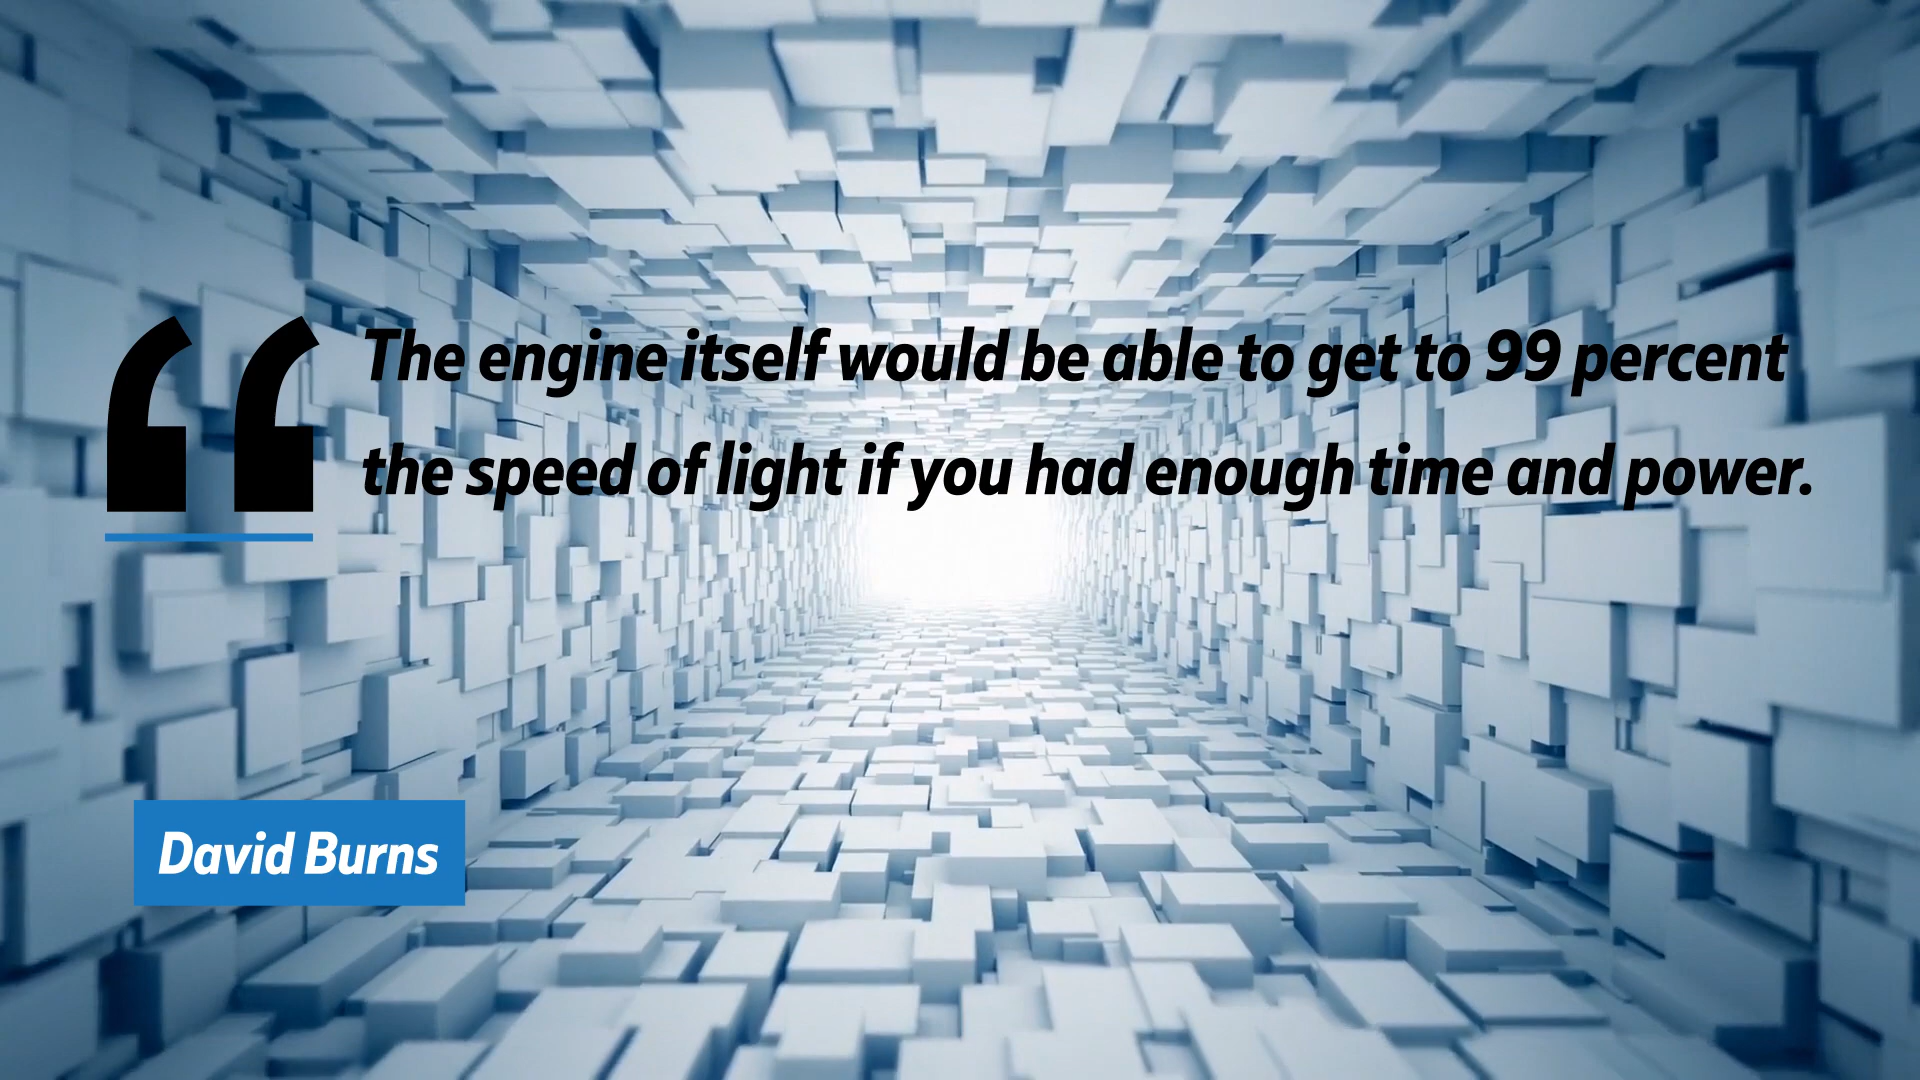 The engine itself would be able to get to 99 percent
the speed of light if you had enough time and power.
David Burns